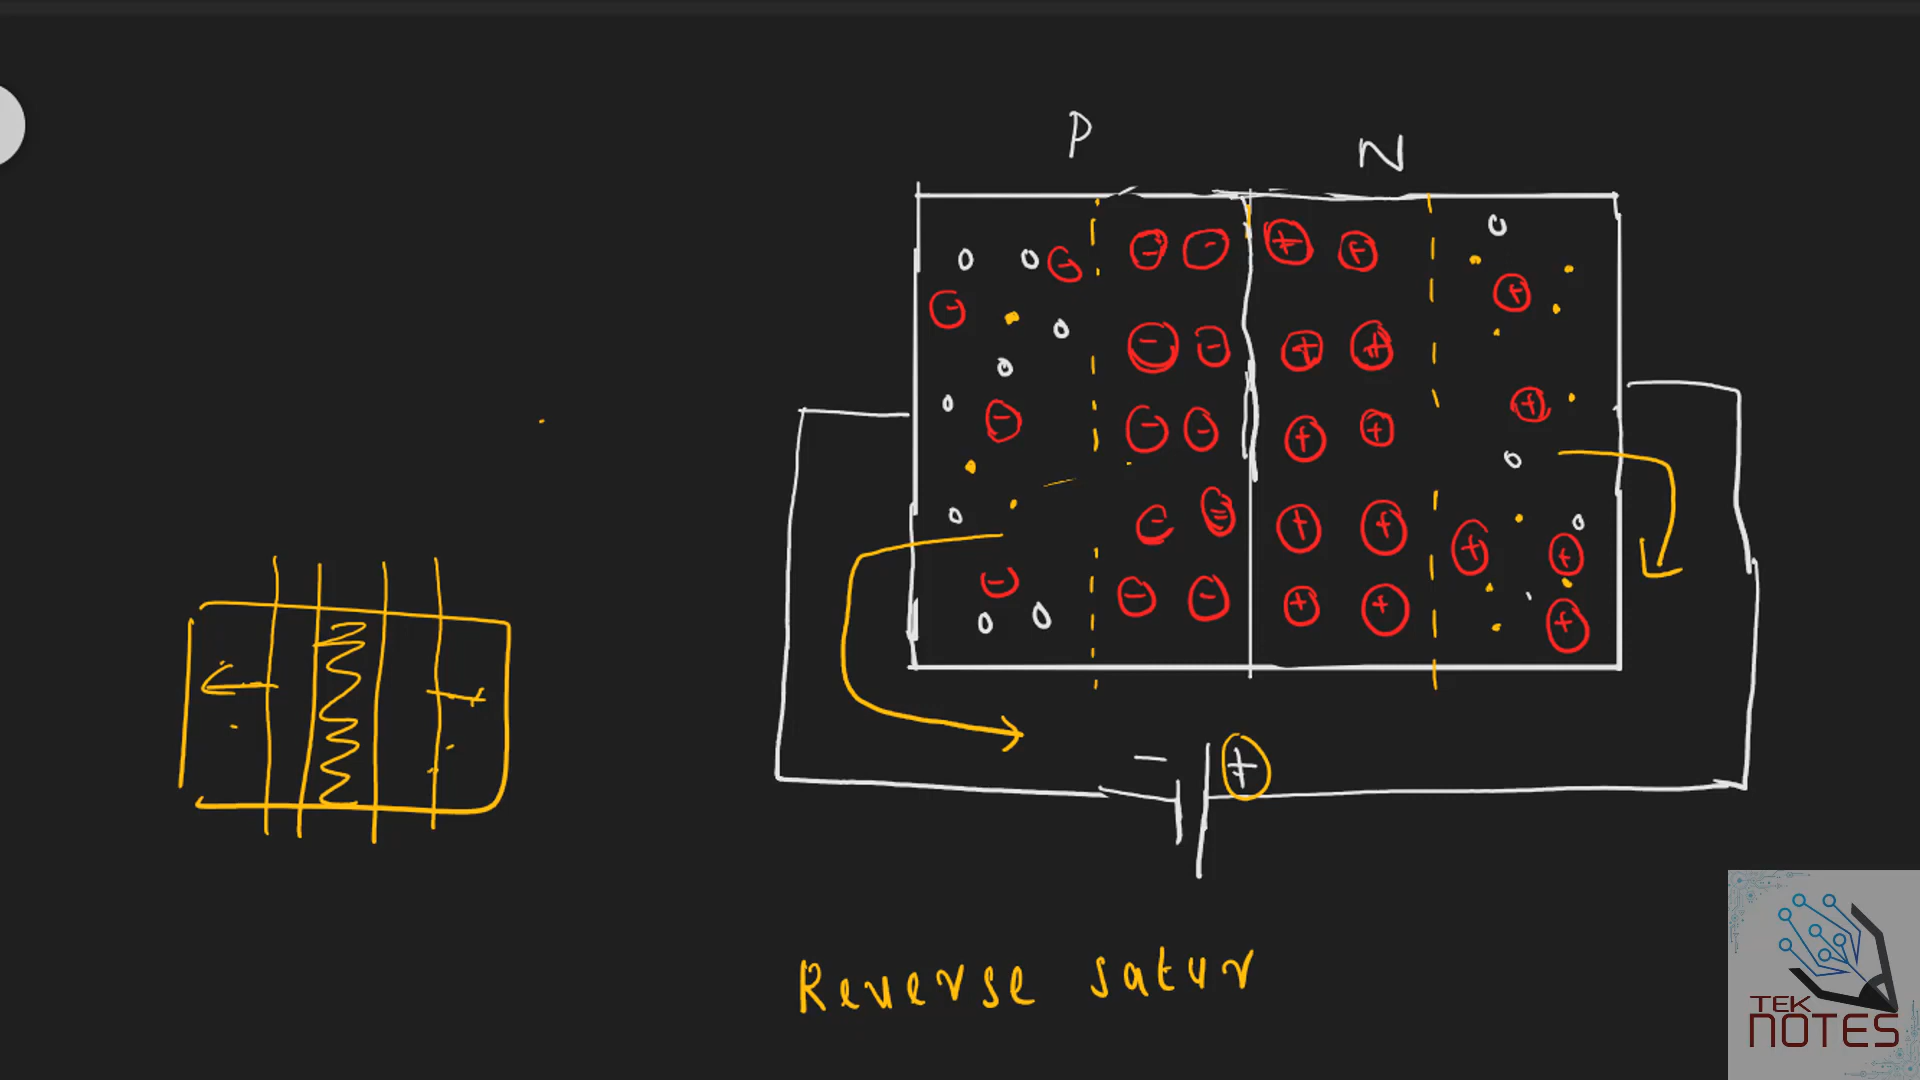 P N
- +
Reverse satur
TEK
NOTES